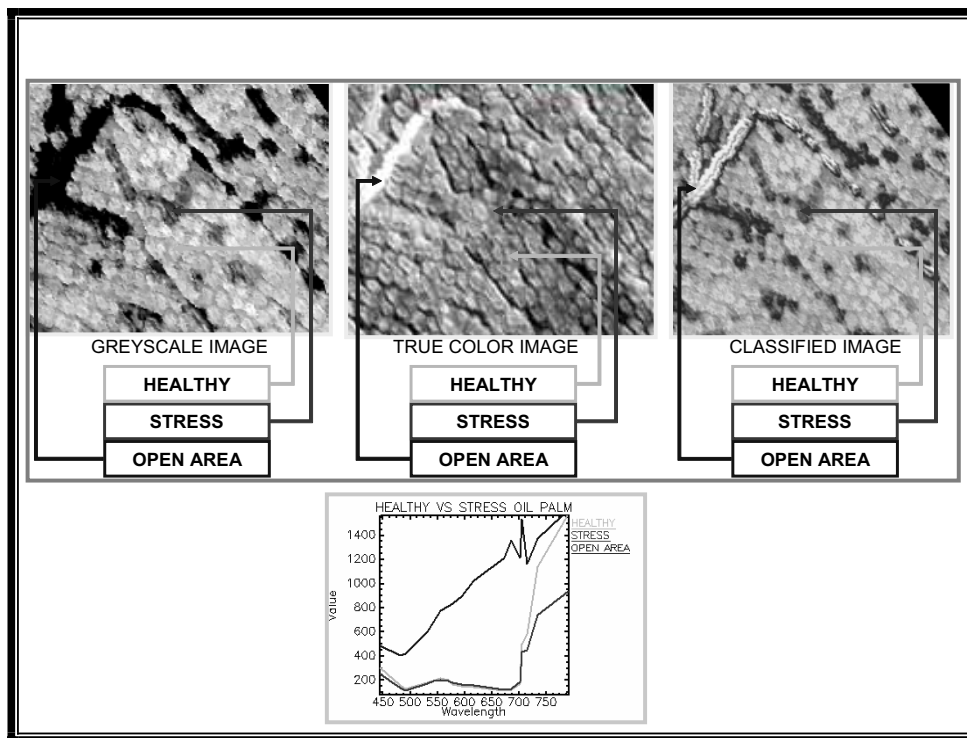 GREYSCALE IMAGE
TRUE COLOR IMAGE
CLASSIFIED IMAGE
HEALTHY
STRESS
OPEN AREA
HEALTHY
STRESS
OPEN AREA
HEALTHY
STRESS
OPEN AREA
HEALTHY VS STRESS OIL PALM
HEALTHY
STRESS
OPEN AREA
Value
1400
1200
1000
800
600
400
200
450 500 550 600 650 700 750
Wavelength